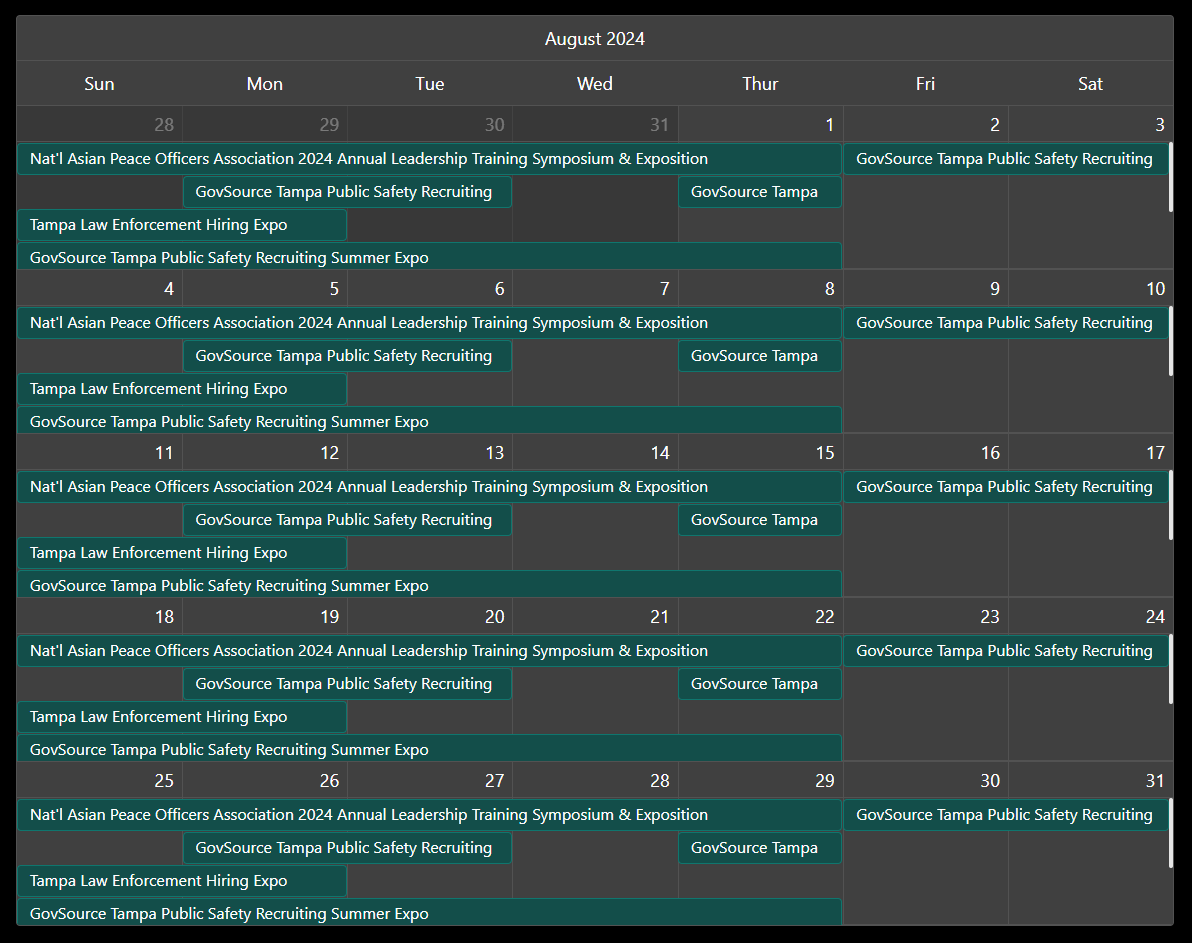 August 2024
Sun Mon Tue Wed Thur Fri Sat
28 29 30 31 1 2 3
Nat'l Asian Peace Officers Association 2024 Annual Leadership Training Symposium & Exposition GovSource Tampa Public Safety Recruiting
GovSource Tampa Public Safety Recruiting GovSource Tampa
Tampa Law Enforcement Hiring Expo
GovSource Tampa Public Safety Recruiting Summer Expo
4 5 6 7 8 9 10
Nat'l Asian Peace Officers Association 2024 Annual Leadership Training Symposium & Exposition GovSource Tampa Public Safety Recruiting
GovSource Tampa Public Safety Recruiting GovSource Tampa
Tampa Law Enforcement Hiring Expo
GovSource Tampa Public Safety Recruiting Summer Expo
11 12 13 14 15 16 17
Nat'l Asian Peace Officers Association 2024 Annual Leadership Training Symposium & Exposition GovSource Tampa Public Safety Recruiting
GovSource Tampa Public Safety Recruiting GovSource Tampa
Tampa Law Enforcement Hiring Expo
GovSource Tampa Public Safety Recruiting Summer Expo
18 19 20 21 22 23 24
Nat'l Asian Peace Officers Association 2024 Annual Leadership Training Symposium & Exposition GovSource Tampa Public Safety Recruiting
GovSource Tampa Public Safety Recruiting GovSource Tampa
Tampa Law Enforcement Hiring Expo
GovSource Tampa Public Safety Recruiting Summer Expo
25 26 27 28 29 30 31
Nat'l Asian Peace Officers Association 2024 Annual Leadership Training Symposium & Exposition GovSource Tampa Public Safety Recruiting
GovSource Tampa Public Safety Recruiting GovSource Tampa
Tampa Law Enforcement Hiring Expo
GovSource Tampa Public Safety Recruiting Summer Expo